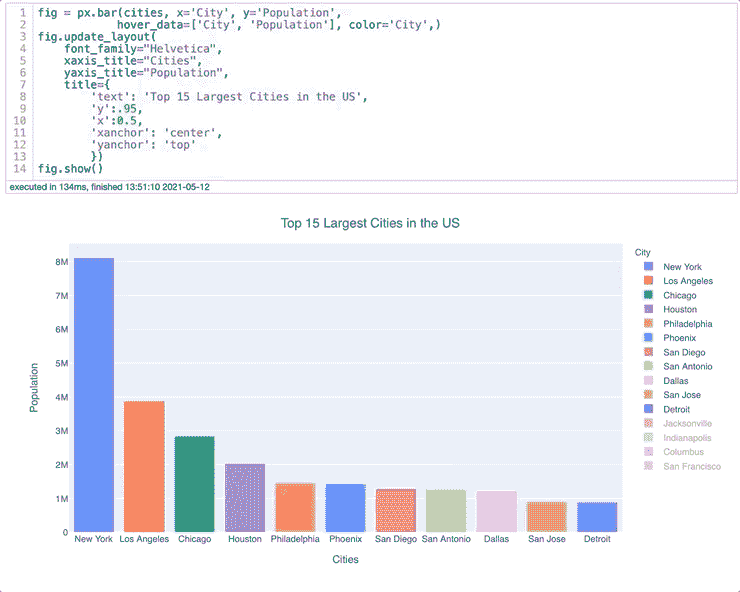 1 fig = px.bar(cities, x='City', y='Population',
2 hover_data=['City', 'Population'], color='City',)
3 fig.update_layout(
4 font_family="Helvetica",
5 xaxis_title="Cities",
6 yaxis_title="Population",
7 title={
8 'text': 'Top 15 Largest Cities in the US',
9 'y':.95,
10 'x':0.5,
11 'xanchor': 'center',
12 'yanchor': 'top'
13 })
14 fig.show()
executed in 134ms, finished 13:51:10 2021-05-12
Top 15 Largest Cities in the US
8M
7M
6M
5M
4M
3M
2M
1M
0
Population
New York Los Angeles Chicago Houston Philadelphia Phoenix San Diego San Antonio Dallas San Jose Detroit
Cities
City
New York
Los Angeles
Chicago
Houston
Philadelphia
Phoenix
San Diego
San Antonio
Dallas
San Jose
Detroit
Jacksonville
Indianapolis
Columbus
San Francisco